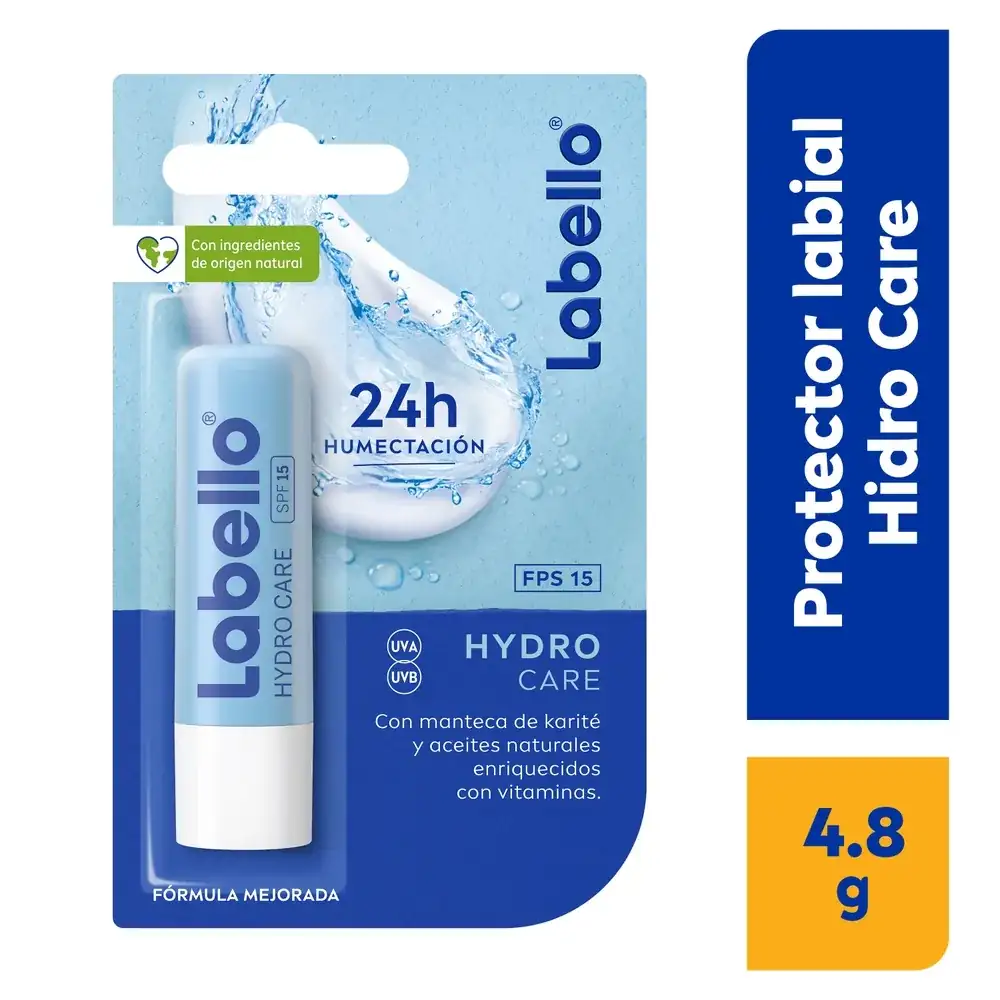 Con ingredientes
de origen natural
Labello®
24h
HUMECTACIÓN
Labello®
SPF 15
HYDRO CARE
FPS 15
UVA
UVB
HYDRO
CARE
Con manteca de karité
y aceites naturales
enriquecidos
con vitaminas.
FÓRMULA MEJORADA
Protector labial
Hidro Care
4.8
g